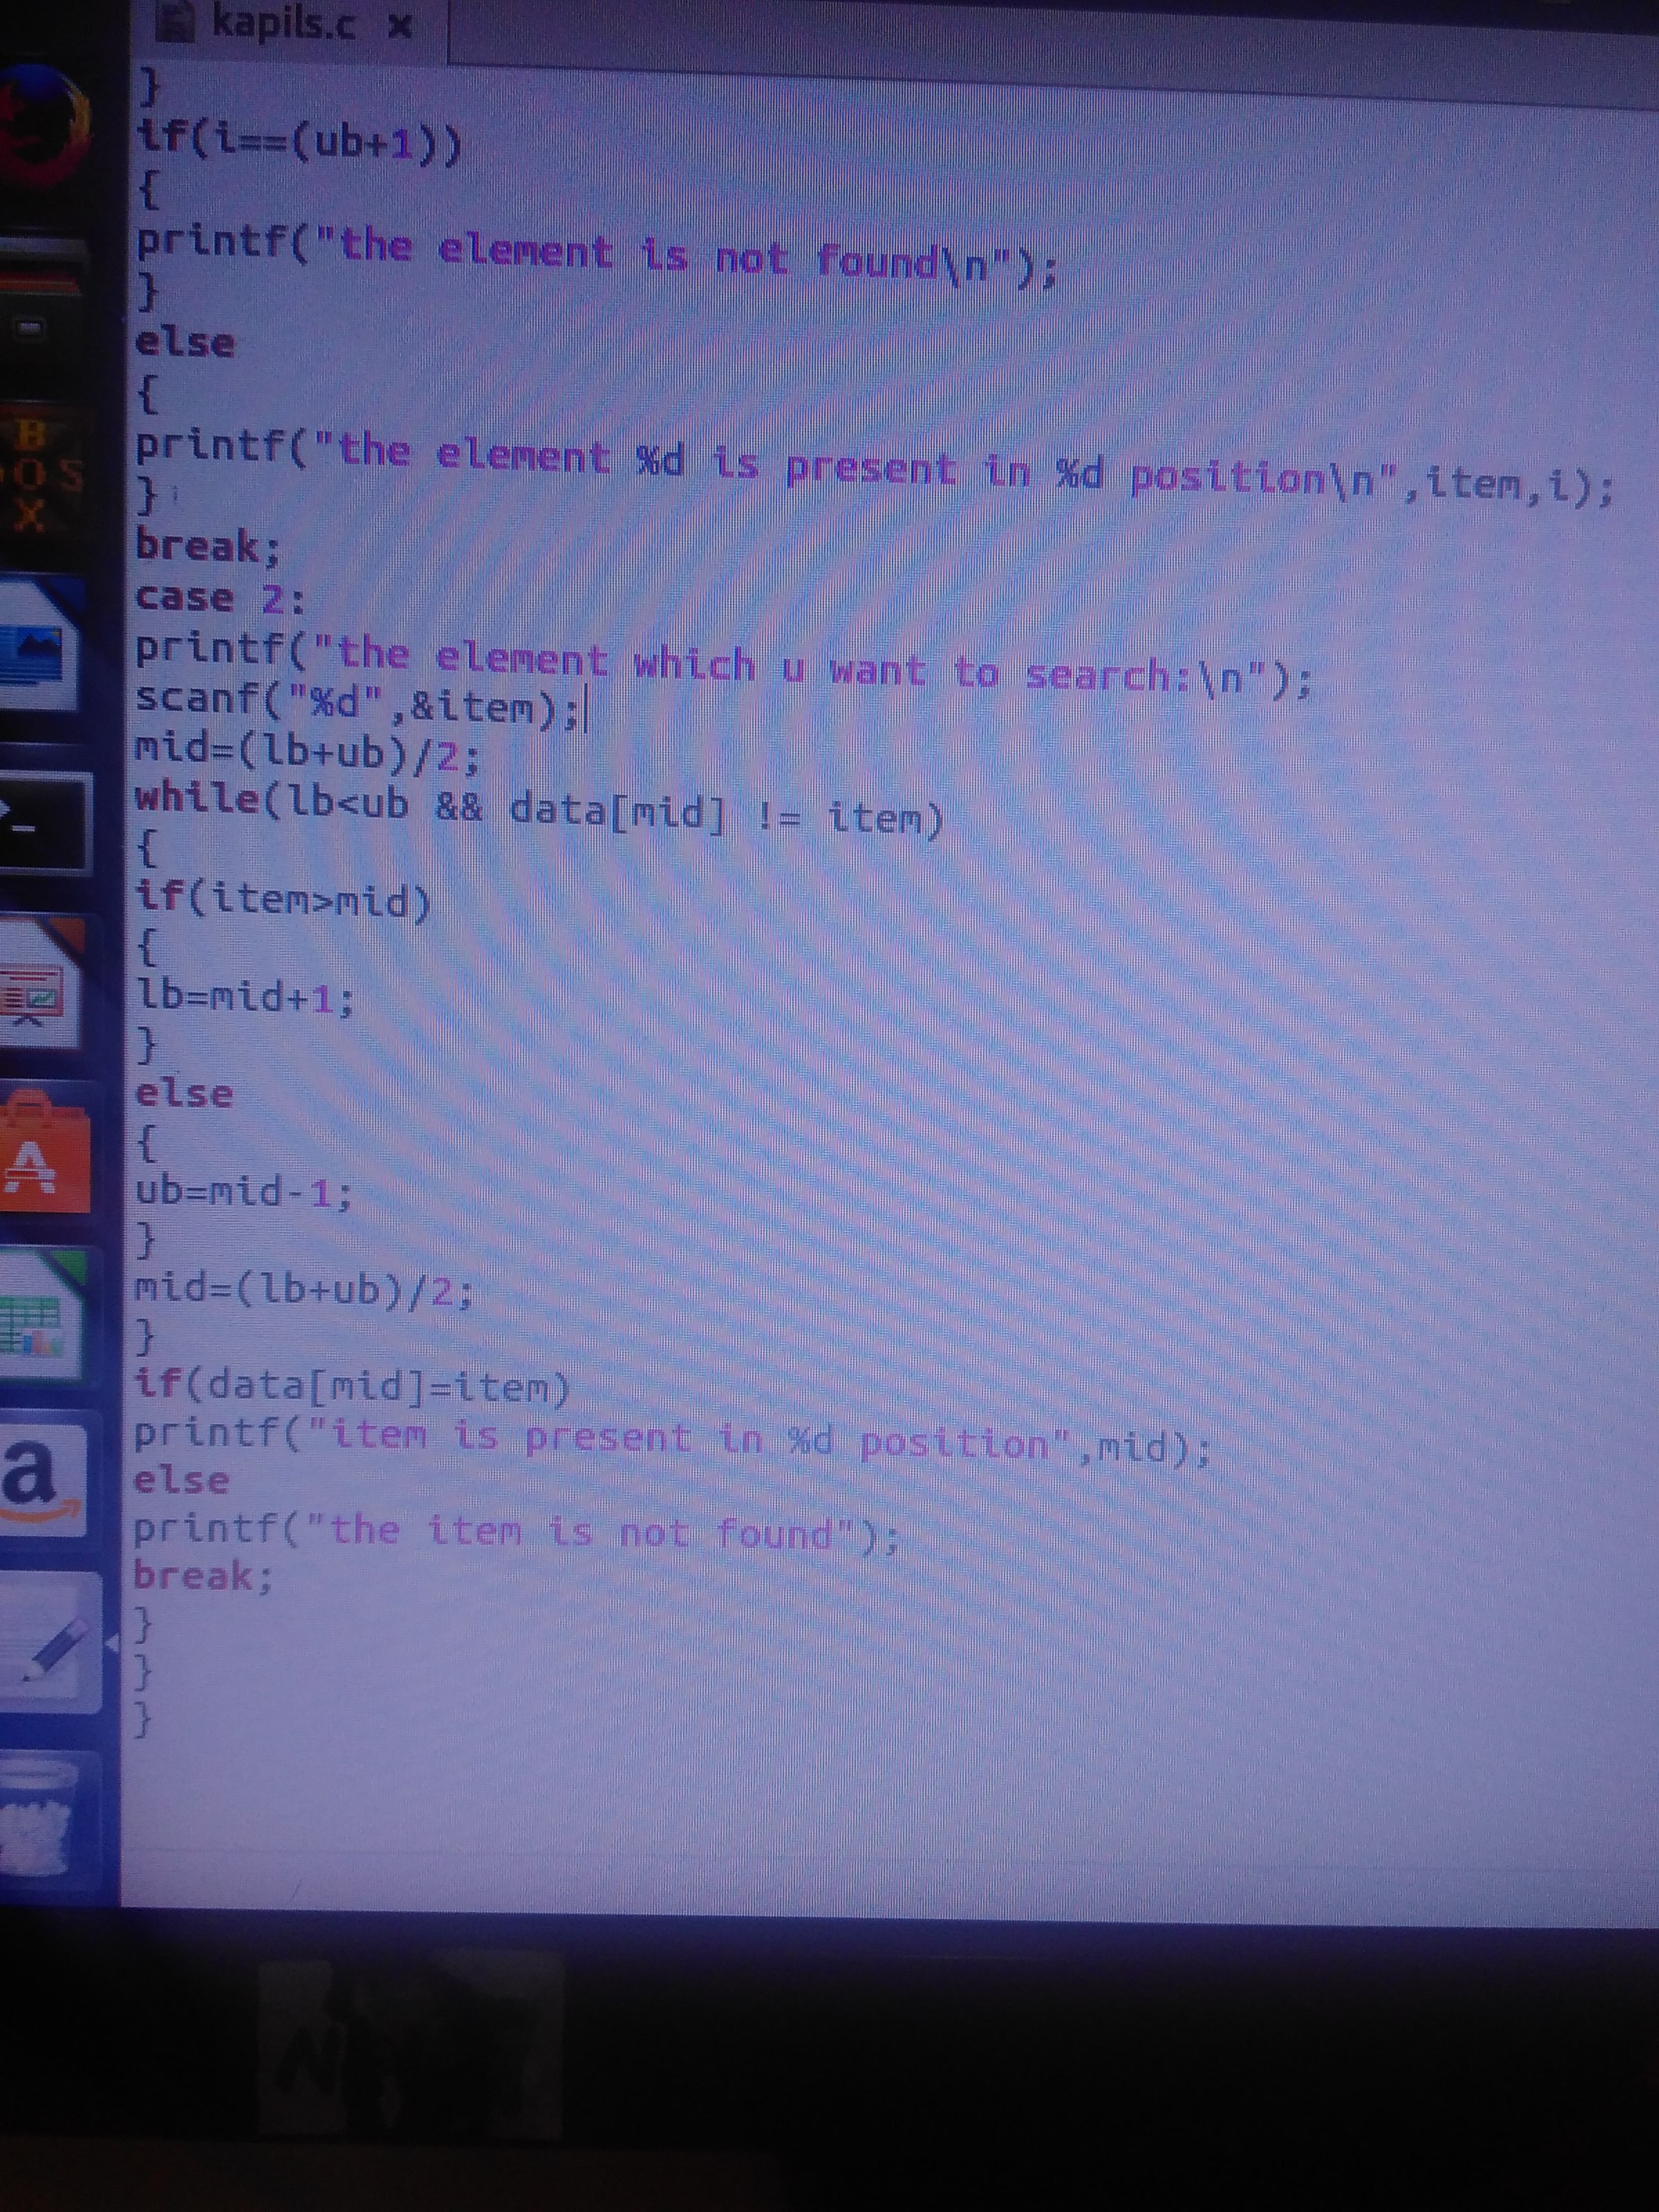 kapils.c ×
}
if(i==(ub+1))
{
printf("the element is not found\n");
}
else
{
printf("the element %d is present in %d position\n",item,i);
}
break;
case 2:
printf("the element which u want to search:\n");
scanf("%d",&item);
mid=(lb+ub)/2;
while(lb<ub && data[mid] != item)
{
if(item>mid)
{
lb=mid+1;
}
else
{
ub=mid-1;
}
mid=(lb+ub)/2;
}
if(data[mid]=item)
printf("item is present in %d position",mid);
else
printf("the item is not found");
break;
}
}
}
B
OS
X
>_
A
a